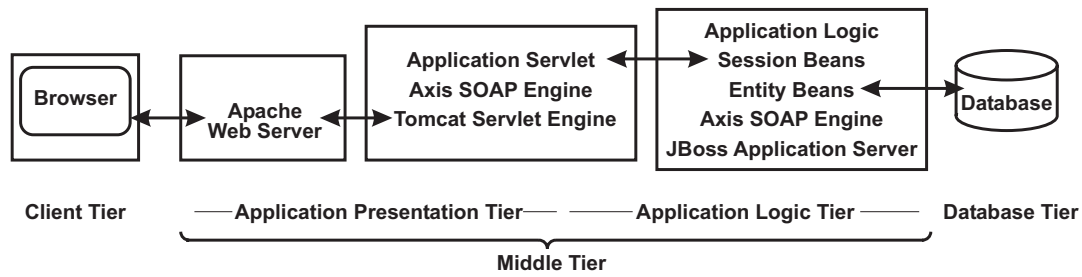 Browser
Apache
Web Server
Application Servlet
Axis SOAP Engine
Tomcat Servlet Engine
Application Logic
Session Beans
Entity Beans
Axis SOAP Engine
JBoss Application Server
Database
Client Tier
Application Presentation Tier
Application Logic Tier
Database Tier
Middle Tier